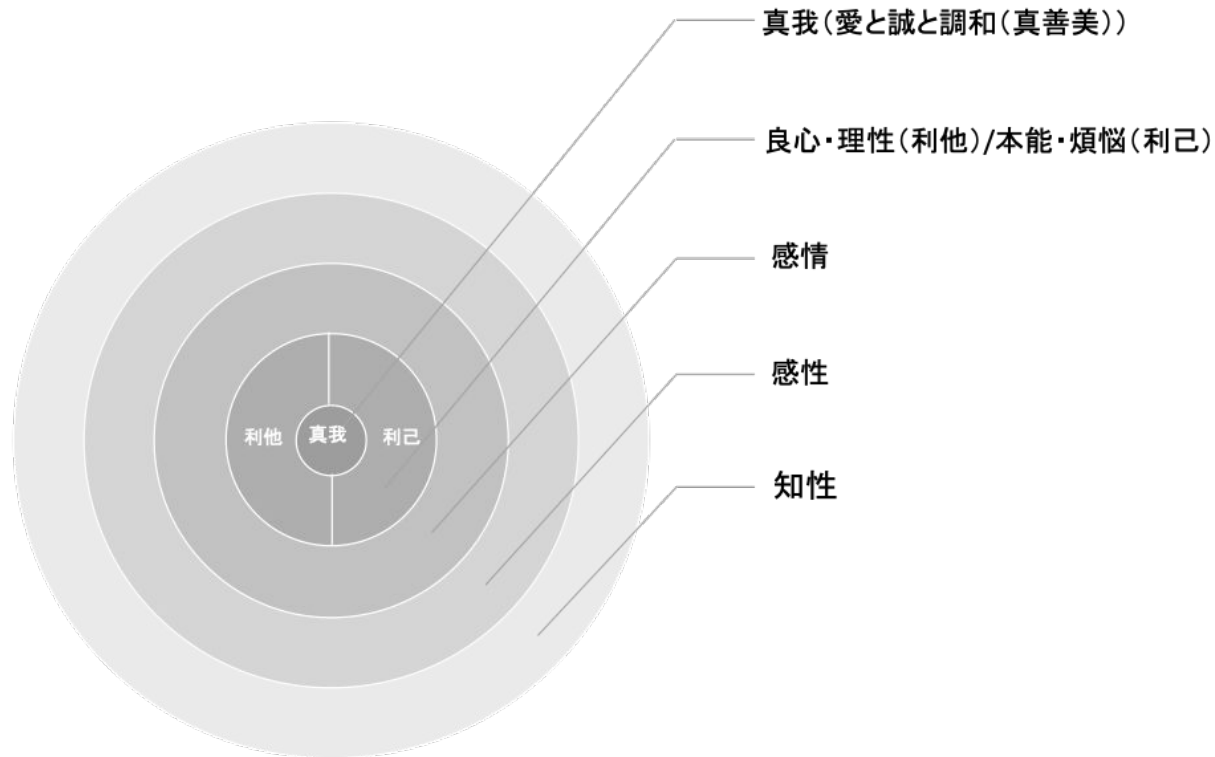 真我（愛と誠と調和（真善美））
良心・理性（利他）/本能・煩悩（利己）
感情
感性
利他 真我 利己
知性